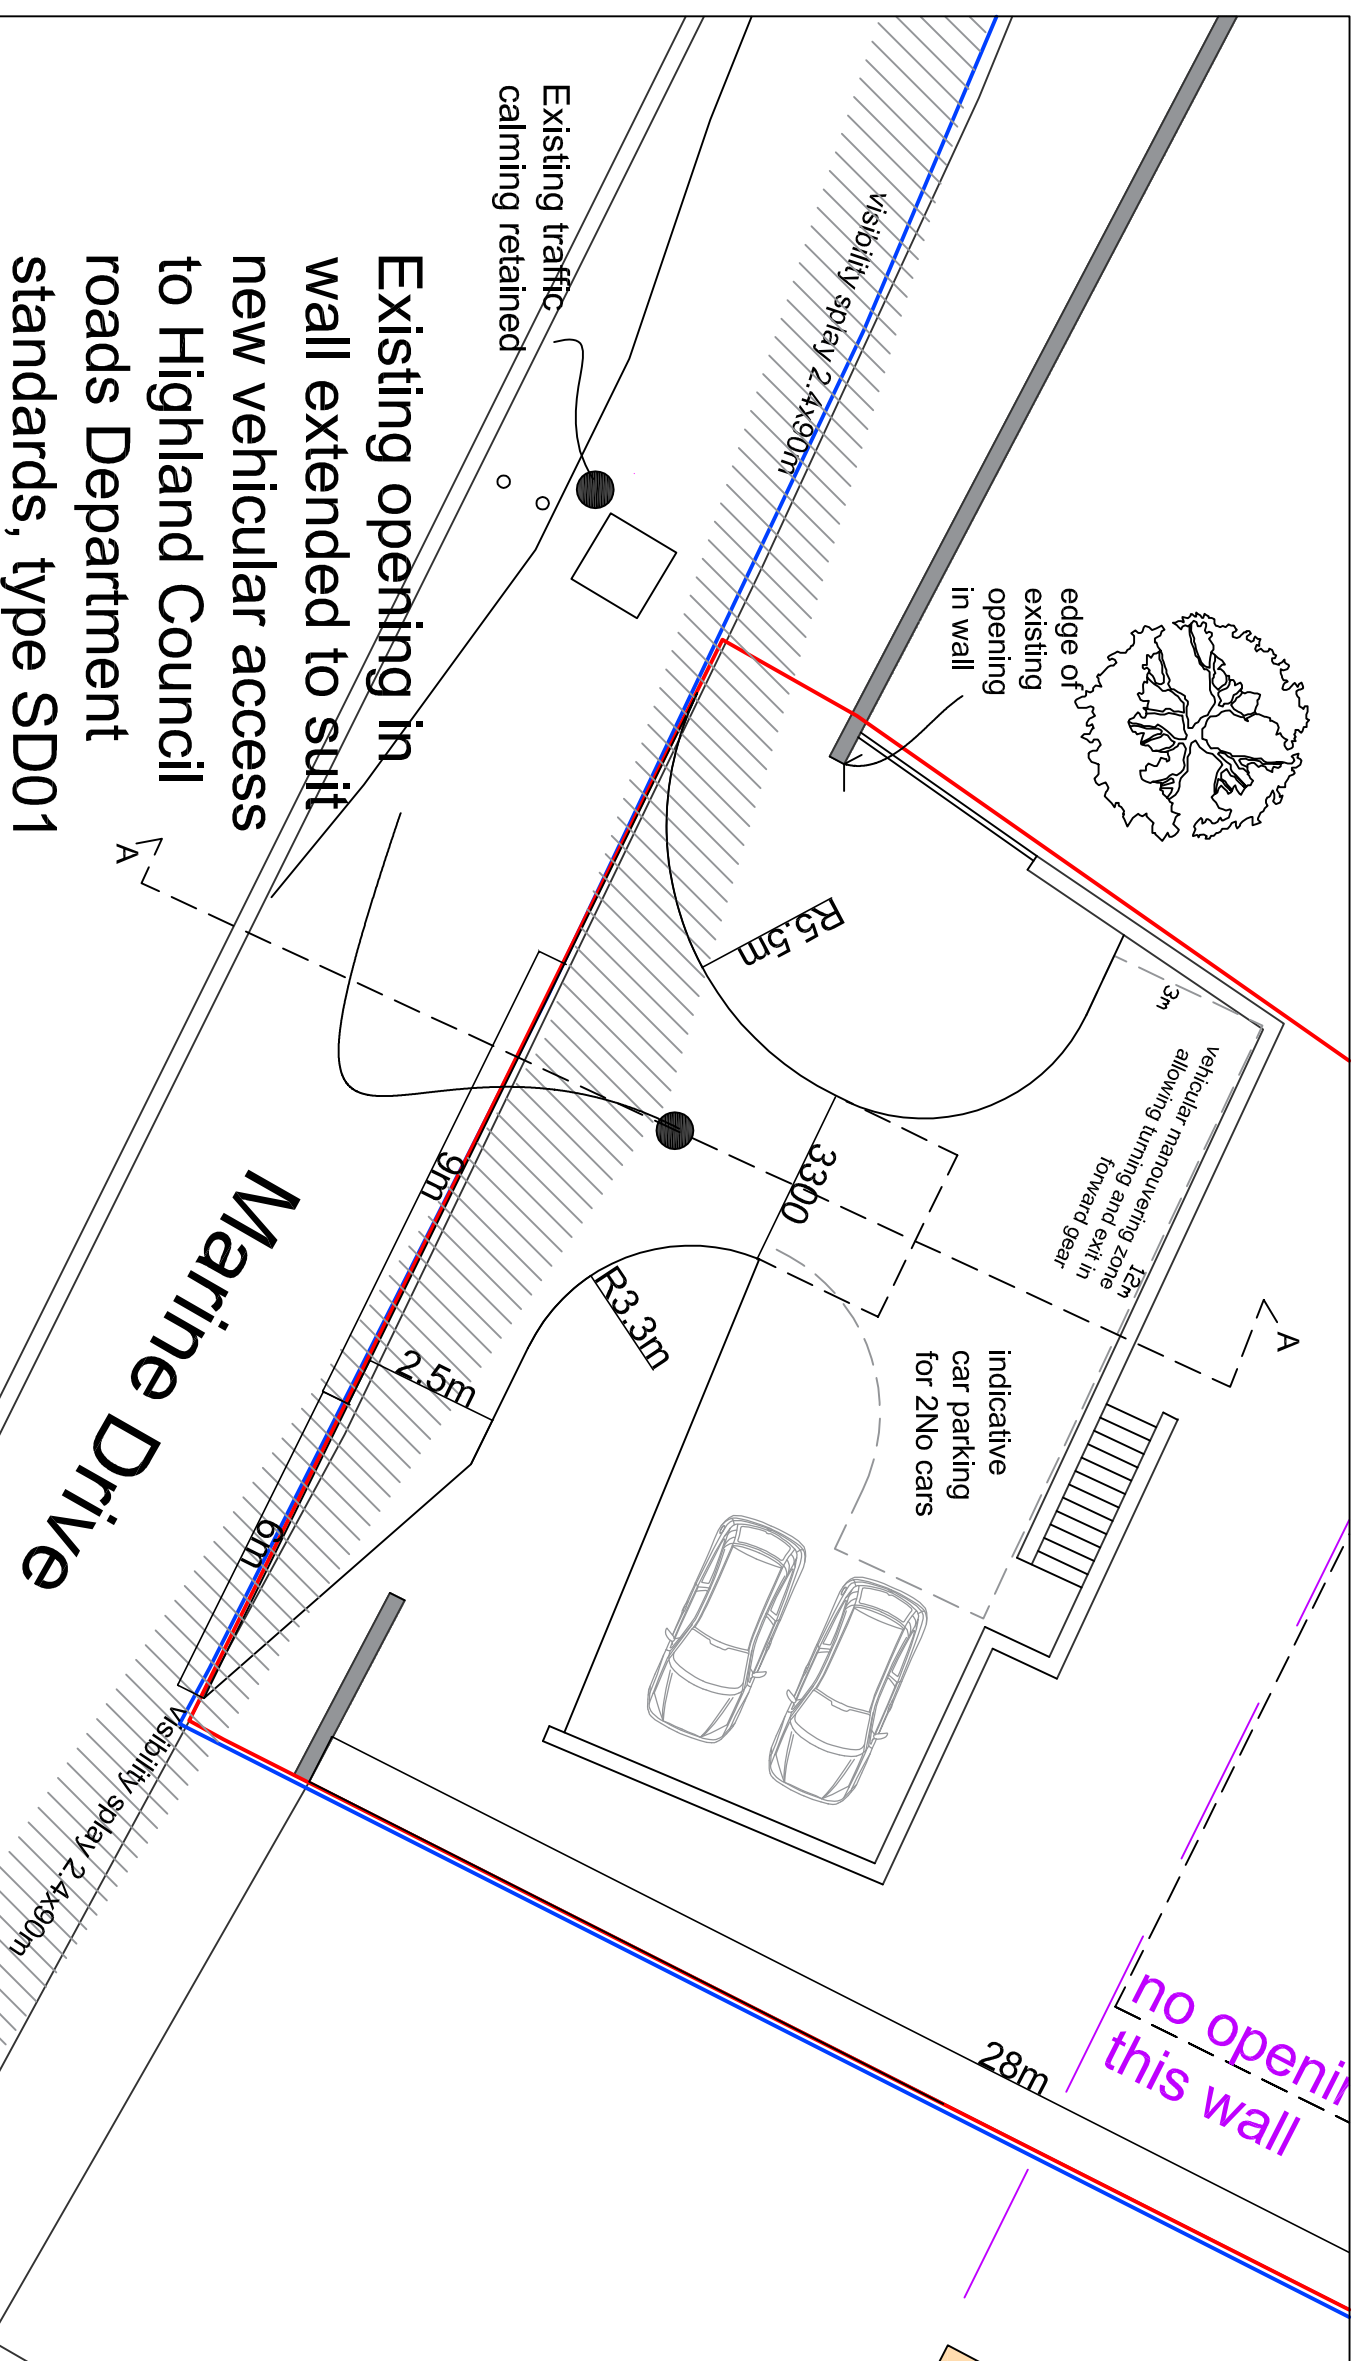 Existing traffic
calming retained
visibility splay 2.4x90m
edge of
existing
opening
in wall
Existing opening in
wall extended to suit
new vehicular access
to Highland Council
roads Department
standards, type SD01
A
R5.5m
3m
vehicular manouvering zone
allowing turning and exit in
forward gear
12m
3300
9m
R3.3m
2.5m
indicative
car parking
for 2No cars
A
6m
Marine Drive
visibility splay 2.4x90m
28m
no
this wall